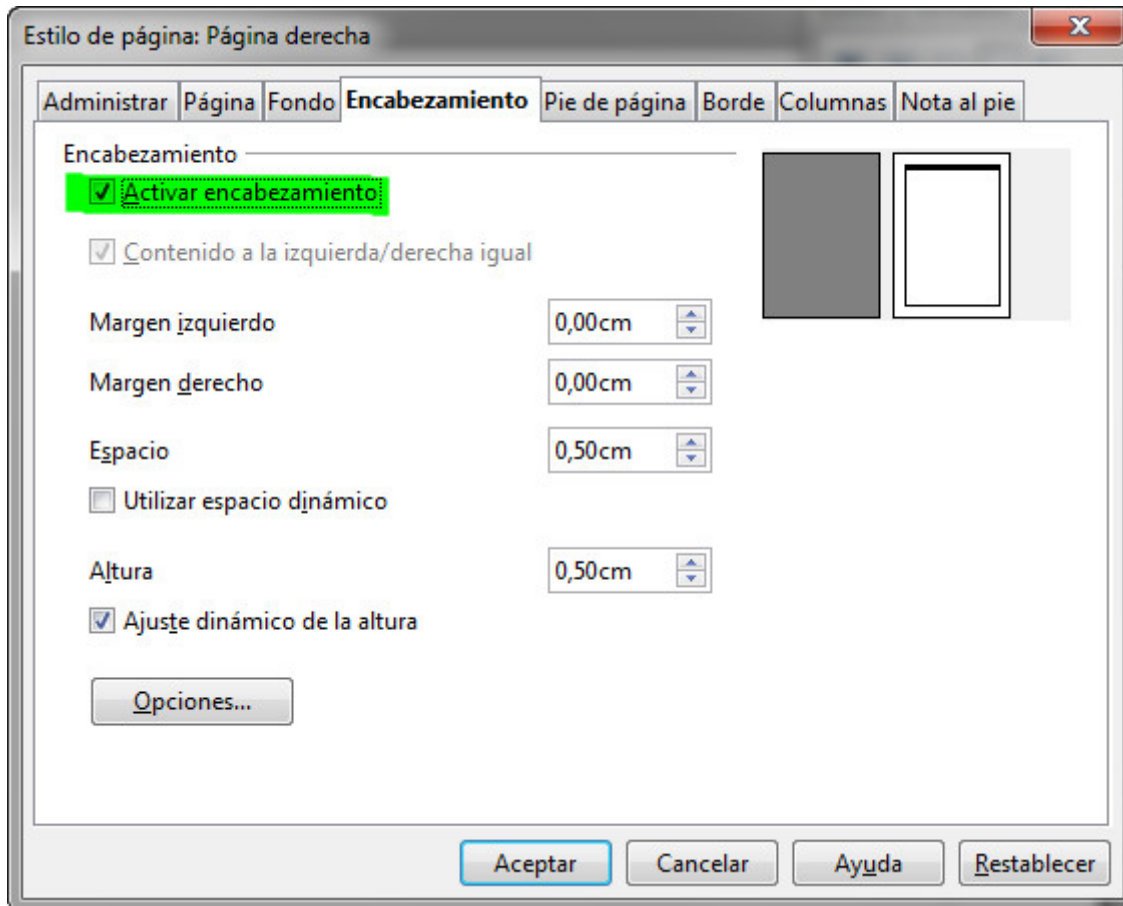 Estilo de página: Página derecha
Administrar Página Fondo Encabezamiento Pie de página Borde Columnas Nota al pie
Encabezamiento
Activar encabezamiento
Contenido a la izquierda/derecha igual
Margen izquierdo 0,00cm
Margen derecho 0,00cm
Espacio 0,50cm
Utilizar espacio dinámico
Altura 0,50cm
Ajuste dinámico de la altura
Opciones...
Aceptar Cancelar Ayuda Restablecer